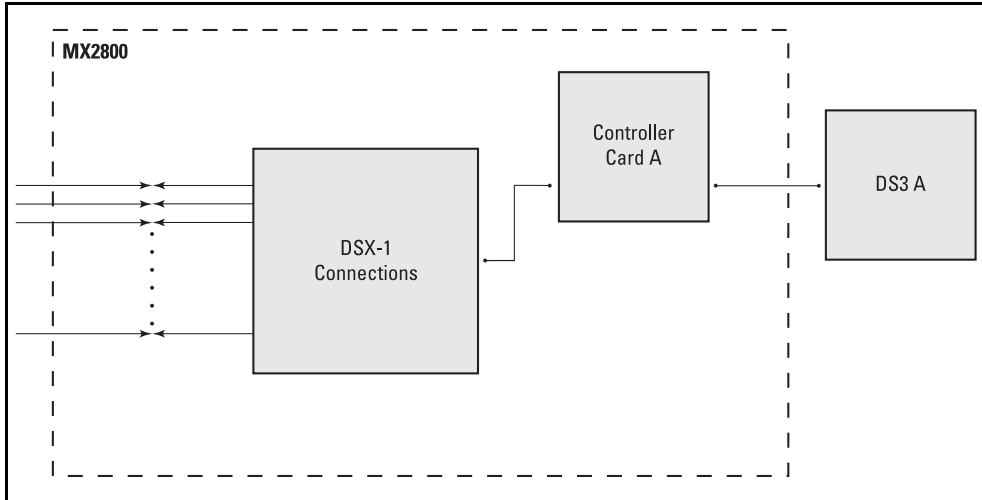 MX2800
Controller
Card A
DS3 A
DSX-1
Connections